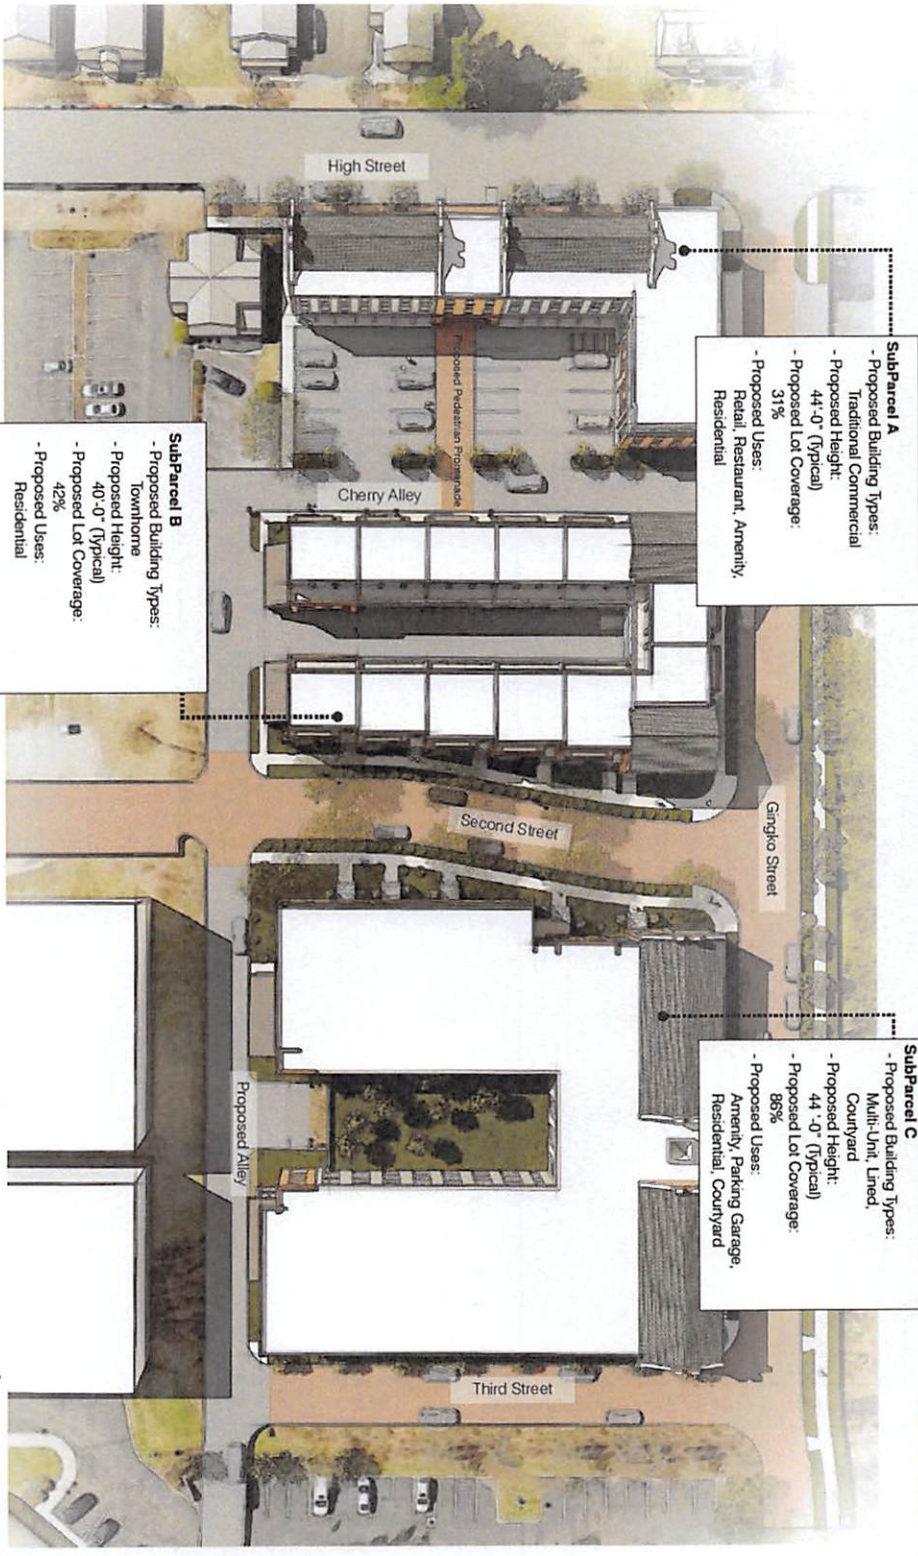 SubParcel A
- Proposed Building Types:
Traditional Commercial
- Proposed Height:
44'-0" (Typical)
- Proposed Lot Coverage:
31%
- Proposed Uses:
Retail, Restaurant, Amenity,
Residential
SubParcel C
- Proposed Building Types:
Multi-Unit, Lined,
Courtyard
- Proposed Height:
44 '-0" (Typical)
- Proposed Lot Coverage:
86%
- Proposed Uses:
Amenity, Parking Garage,
Residential, Courtyard
Gingko Street
High Street
Proposed Pedestrian Promenade
Cherry Alley
Second Street
Third Street
Proposed Alley
SubParcel B
- Proposed Building Types:
Townhome
- Proposed Height:
40'-0" (Typical)
- Proposed Lot Coverage:
42%
- Proposed Uses:
Residential